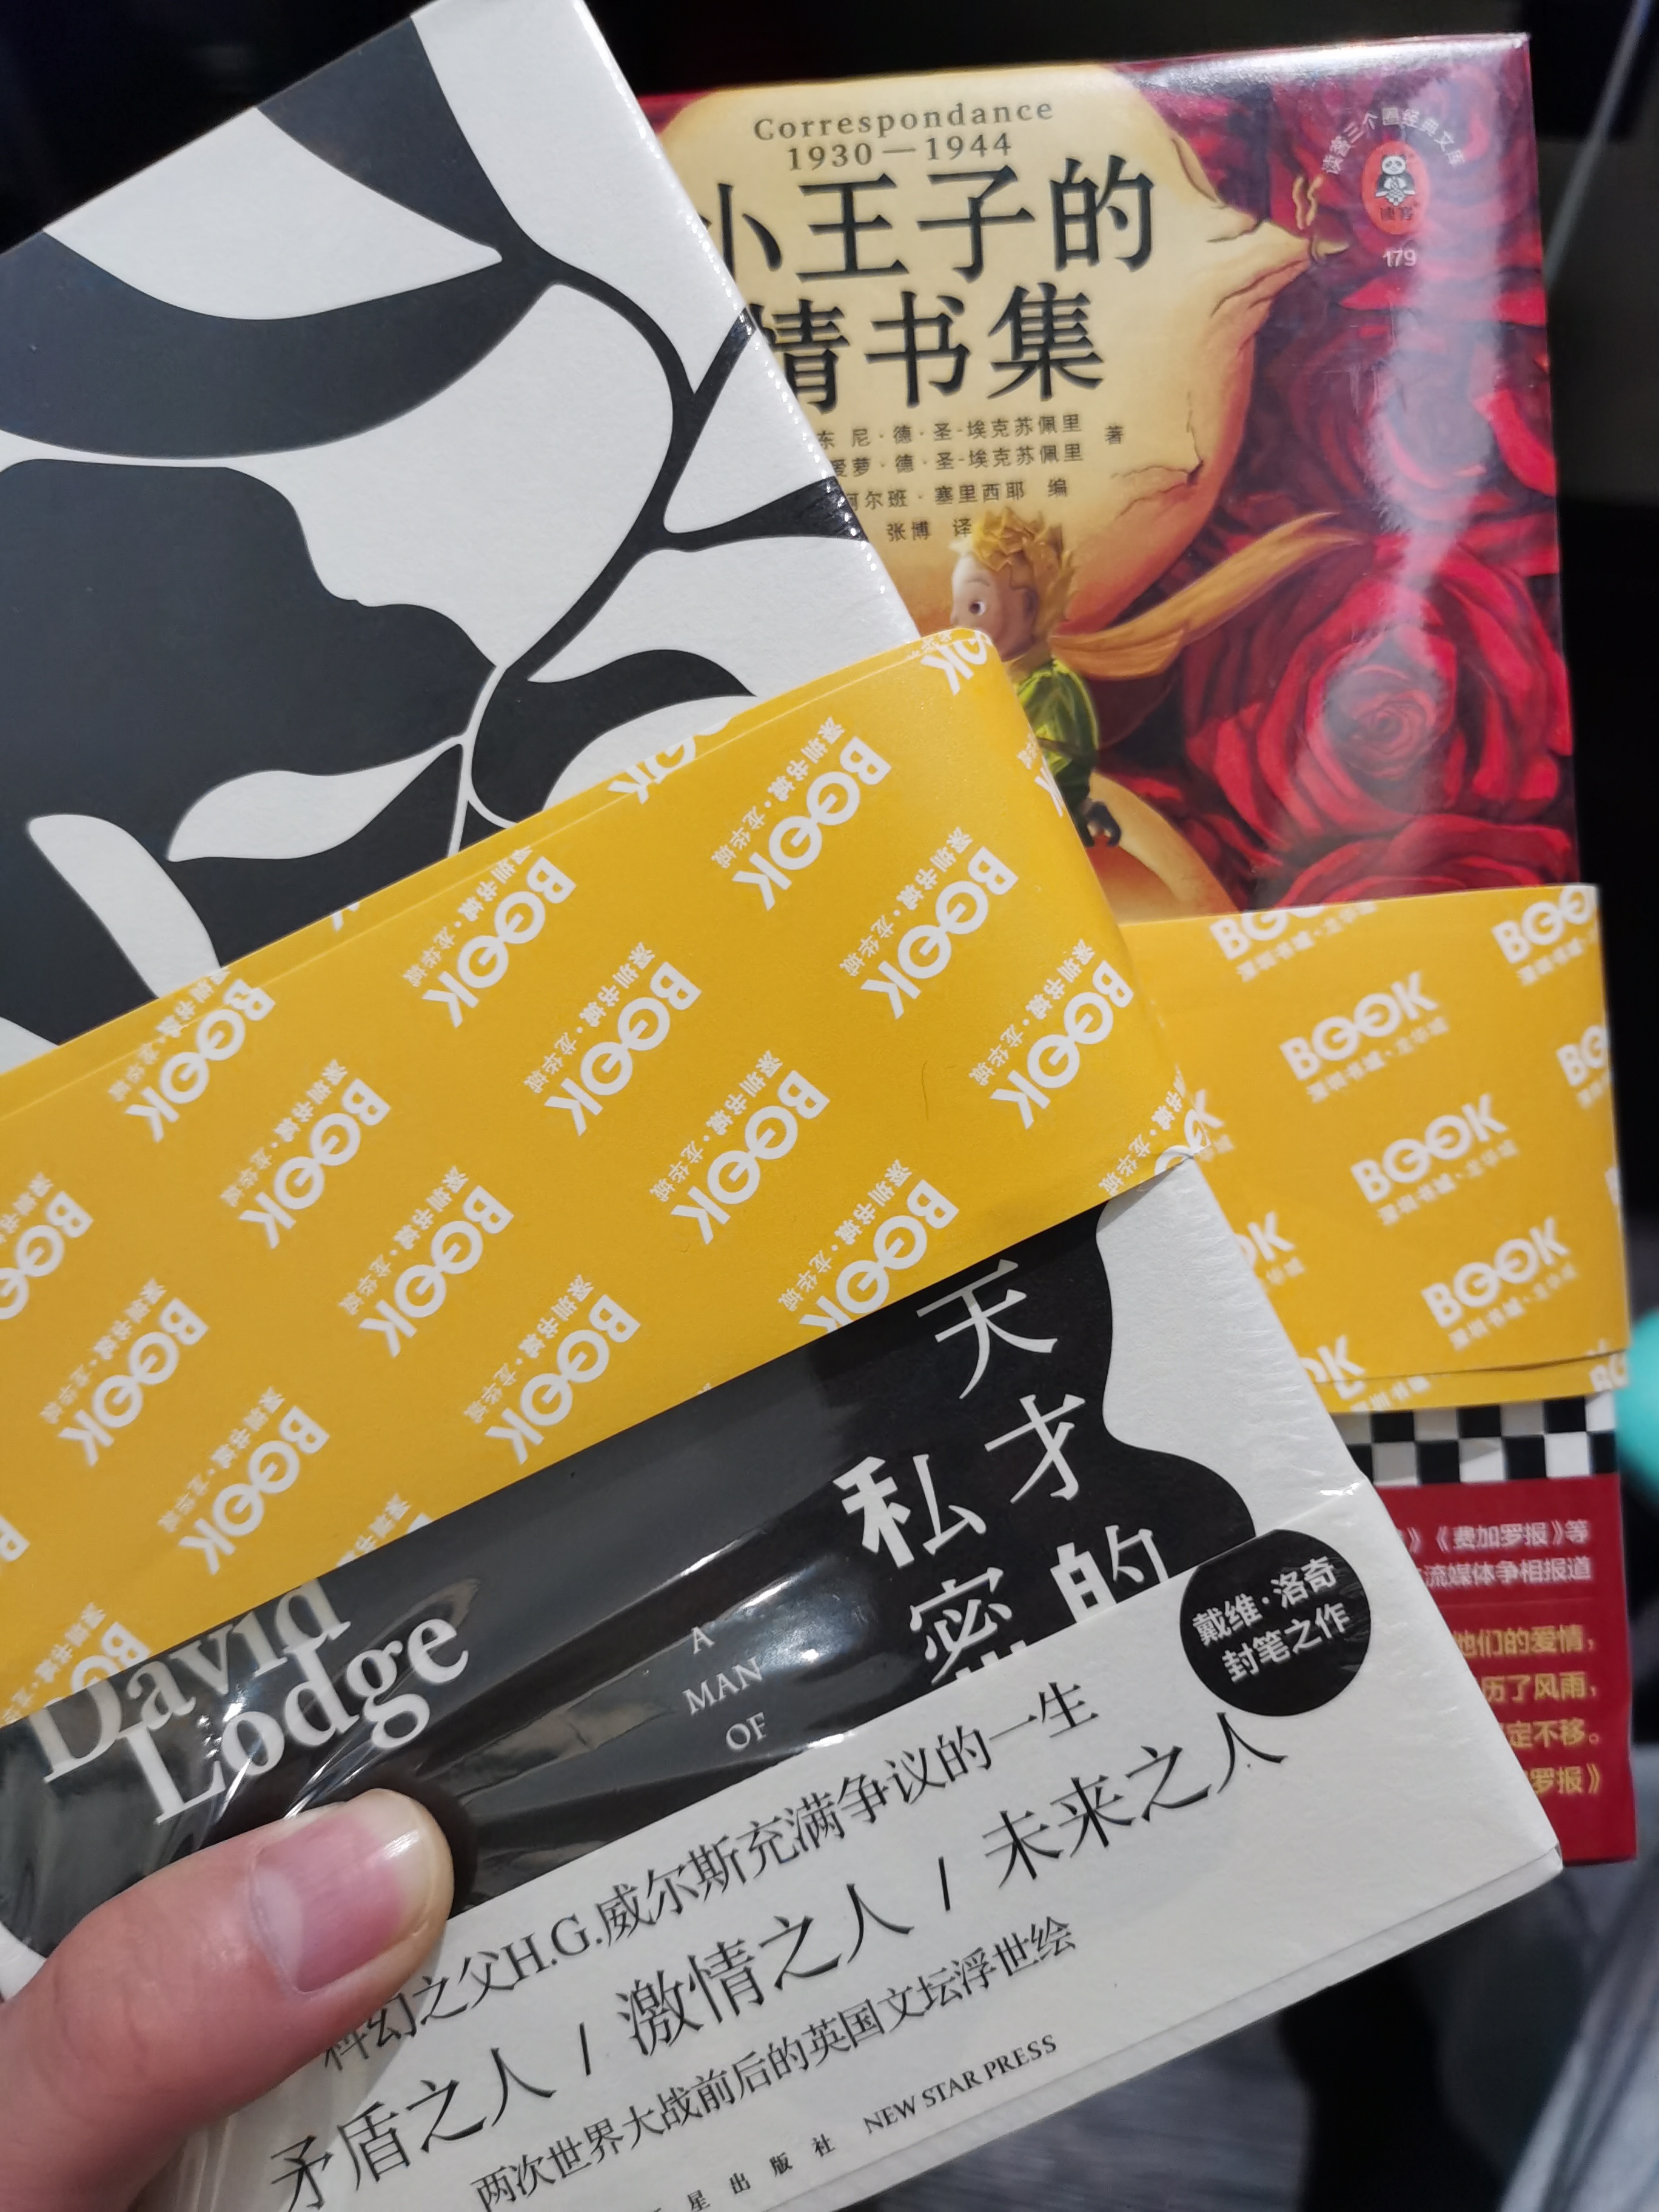 Correspondance
1930—1944
小王子的
情书集
东尼·德·圣-埃克苏佩里
爱萝·德·圣-埃克苏佩里
著
阿尔班·塞里西耶 编
张博 译
读客三个圈经典文库
读客
179
BOOK
深圳书城·龙华城
天才
私密的
David
Lodge
A
MAN
OF
戴维·洛奇
封笔之作
科幻之父H.G.威尔斯充满争议的一生
矛盾之人 / 激情之人 / 未来之人
两次世界大战前后的英国文坛浮世绘
星出版社 NEW STAR PRESS
》《费加罗报》等
流媒体争相报道
他们的爱情，
历了风雨，
定不移。
罗报》